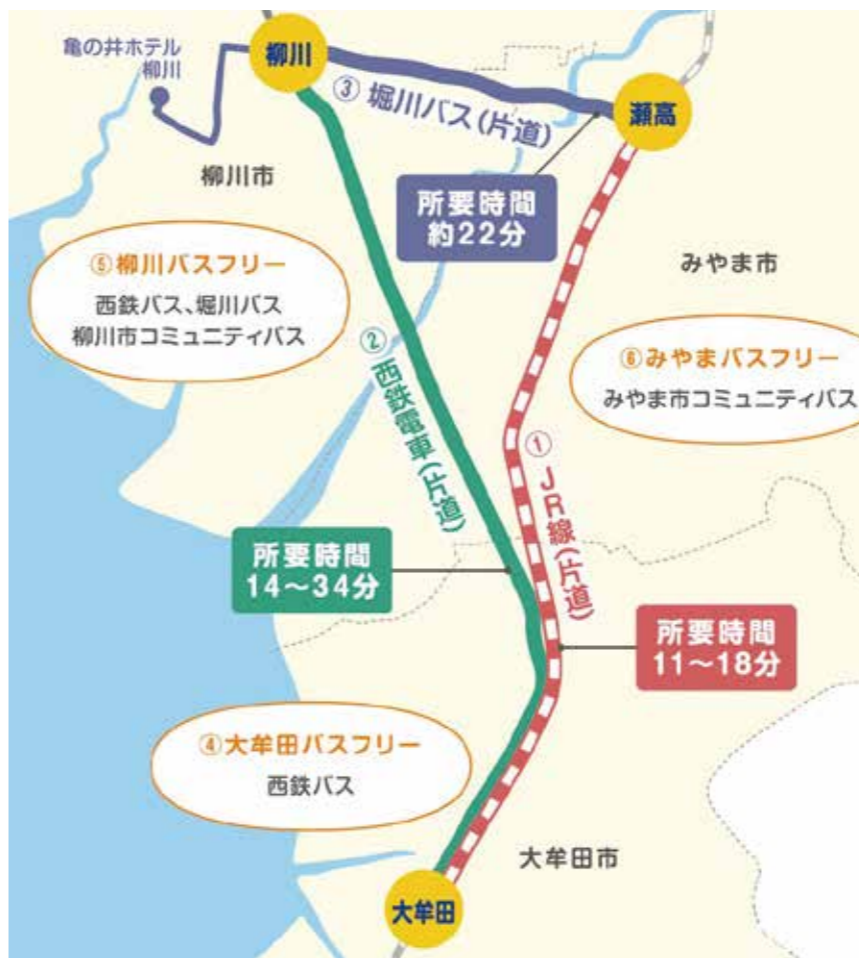 亀の井ホテル
柳川
柳川
③ 堀川バス(片道)
瀬高
柳川市
所要時間
約22分
⑤柳川バスフリー
西鉄バス、堀川バス
柳川市コミュニティバス
みやま市
⑥みやまバスフリー
みやま市コミュニティバス
② 西鉄電車(片道)
① JR線(片道)
所要時間
14〜34分
所要時間
11〜18分
④大牟田バスフリー
西鉄バス
大牟田市
大牟田